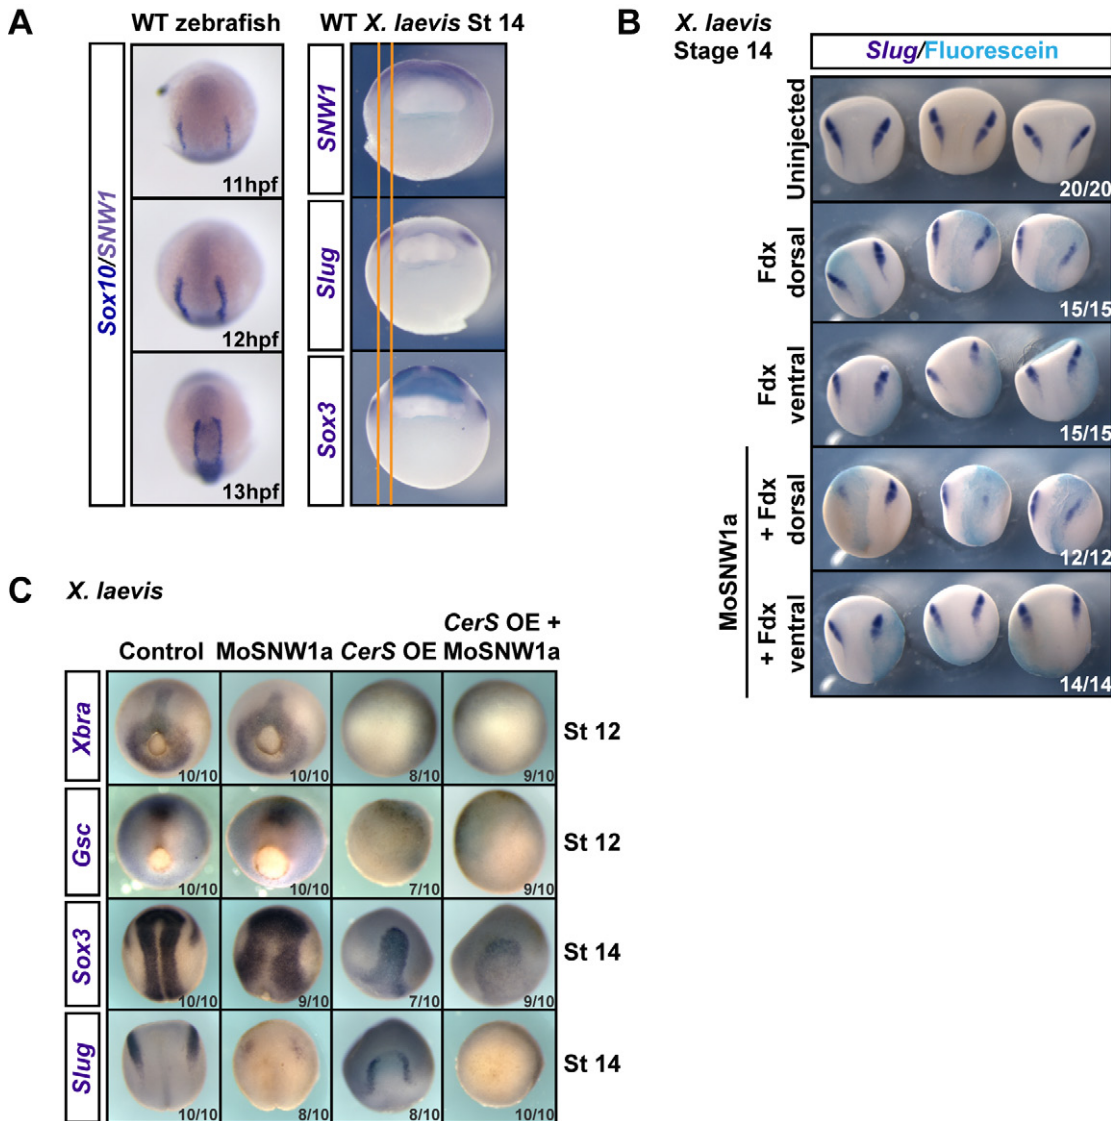 A
WT zebrafish
WT X. laevis St 14
Sox10/SNW1
11hpf
12hpf
13hpf
SNW1
Slug
Sox3
B
X. laevis
Stage 14
Slug/Fluorescein
Uninjected
20/20
Fdx
dorsal
15/15
Fdx
ventral
15/15
MoSNW1a
+ Fdx
dorsal
12/12
+ Fdx
ventral
14/14
C
X. laevis
Control
MoSNW1a
CerS OE
CerS OE +
MoSNW1a
Xbra
10/10
10/10
8/10
9/10
St 12
Gsc
10/10
10/10
7/10
9/10
St 12
Sox3
10/10
9/10
7/10
9/10
St 14
Slug
10/10
8/10
8/10
10/10
St 14